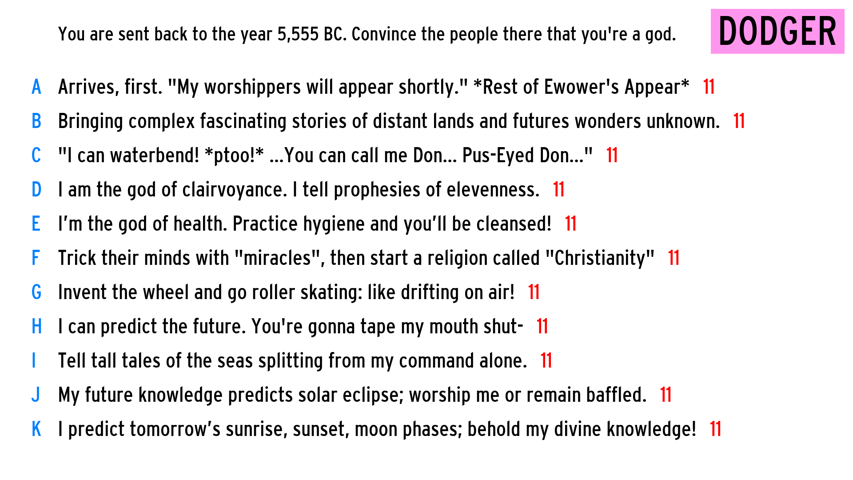 You are sent back to the year 5,555 BC. Convince the people there that you're a god.
DODGER
A Arrives, first. "My worshippers will appear shortly." *Rest of Ewower's Appear* 11
B Bringing complex fascinating stories of distant lands and futures wonders unknown. 11
C "I can waterbend! *ptoo!* ...You can call me Don... Pus-Eyed Don..." 11
D I am the god of clairvoyance. I tell prophesies of elevenness. 11
E I’m the god of health. Practice hygiene and you’ll be cleansed! 11
F Trick their minds with "miracles", then start a religion called "Christianity" 11
G Invent the wheel and go roller skating: like drifting on air! 11
H I can predict the future. You're gonna tape my mouth shut- 11
I Tell tall tales of the seas splitting from my command alone. 11
J My future knowledge predicts solar eclipse; worship me or remain baffled. 11
K I predict tomorrow’s sunrise, sunset, moon phases; behold my divine knowledge! 11